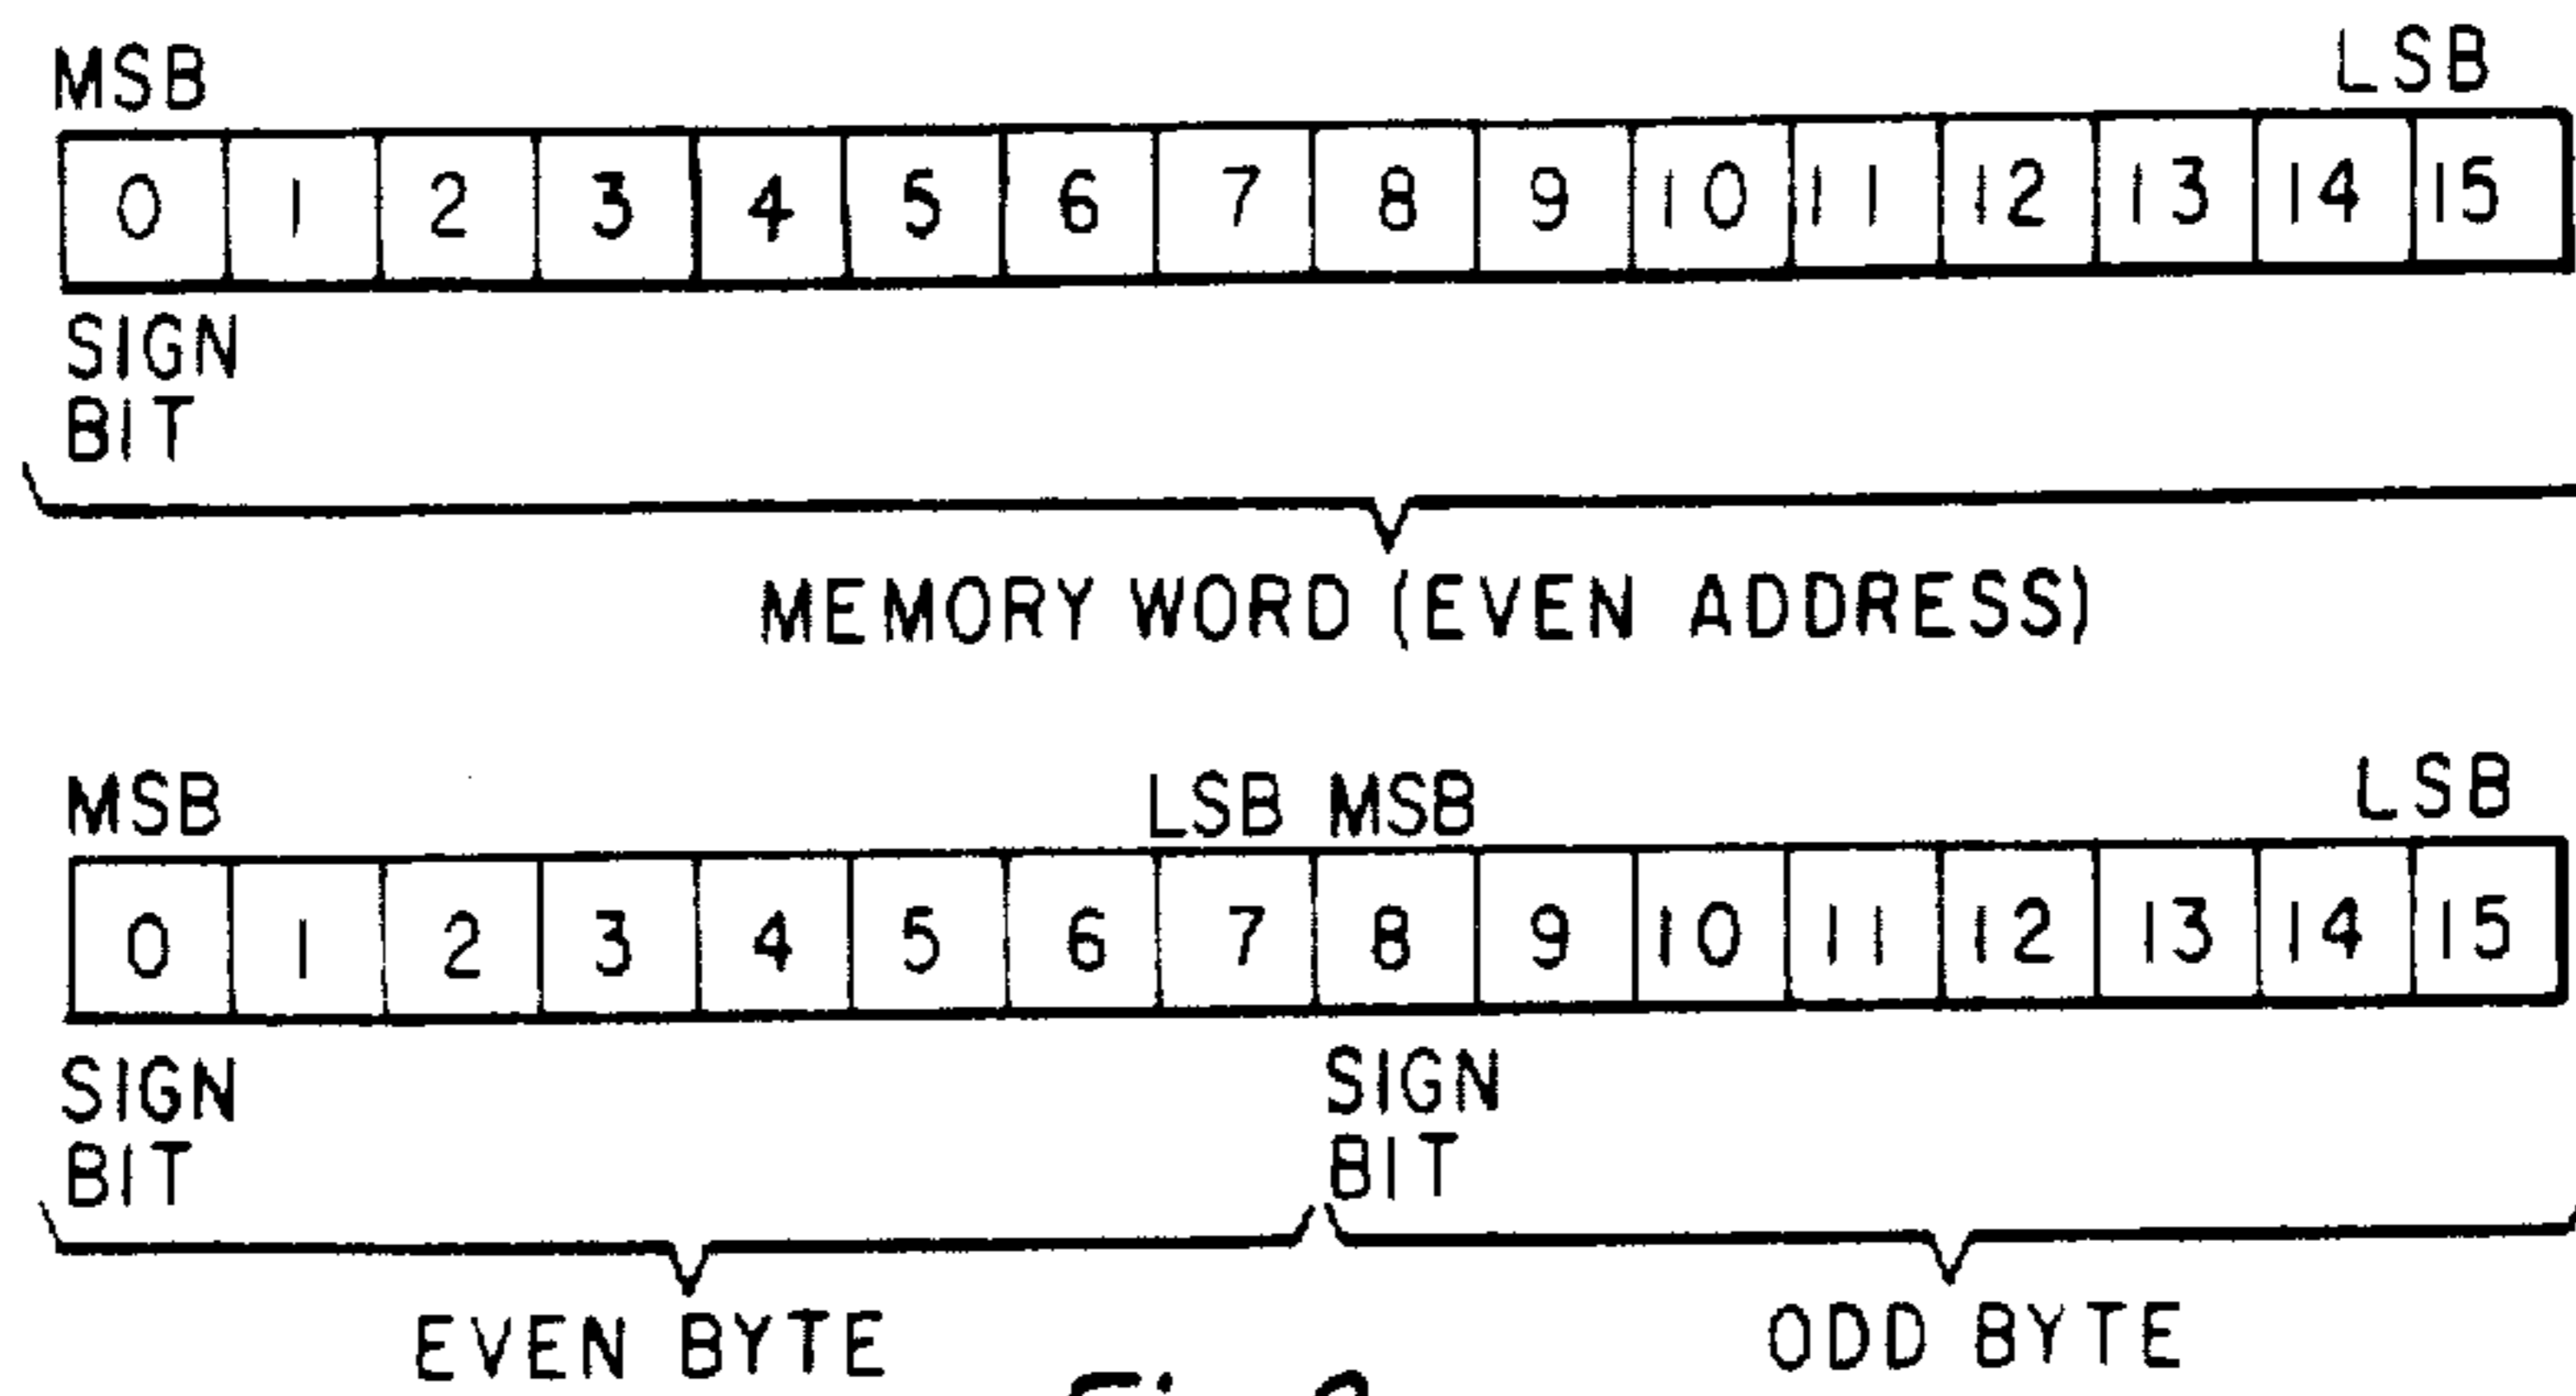 MSB LSB
0 1 2 3 4 5 6 7 8 9 10 11 12 13 14 15
SIGN
BIT
MEMORY WORD (EVEN ADDRESS)
MSB LSB MSB LSB
0 1 2 3 4 5 6 7 8 9 10 11 12 13 14 15
SIGN SIGN
BIT BIT
EVEN BYTE ODD BYTE